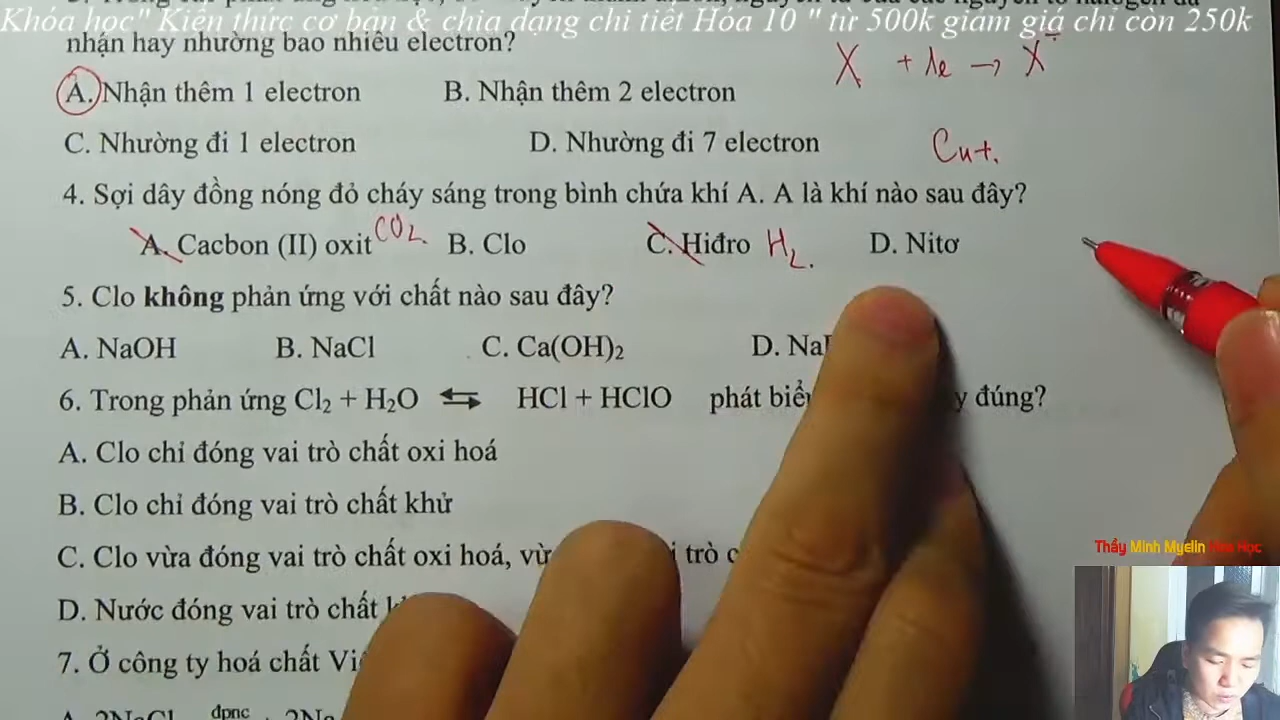 Khóa học" Kiến thức cơ bản & chia dạng chi tiết Hóa 10 " từ 500k giảm giá chỉ còn 250k
nhận hay nhường bao nhiêu electron?
X + 1e → X⁻
A. Nhận thêm 1 electron B. Nhận thêm 2 electron
C. Nhường đi 1 electron D. Nhường đi 7 electron
Cu +
4. Sợi dây đồng nóng đỏ cháy sáng trong bình chứa khí A. A là khí nào sau đây?
A. Cacbon (II) oxit CO2 B. Clo C. Hiđro H2 D. Nitơ
5. Clo không phản ứng với chất nào sau đây?
A. NaOH B. NaCl C. Ca(OH)₂ D.
6. Trong phản ứng Cl₂ + H₂O ⇆ HCl + HClO phát đúng?
A. Clo chỉ đóng vai trò chất oxi hoá
B. Clo chỉ đóng vai trò chất khử
C. Clo vừa đóng vai trò chất oxi hoá, trò
D. Nước đóng vai trò chất
7. Ở công ty hoá chất
đpnc
Thầy Minh Myelin Hóa Học